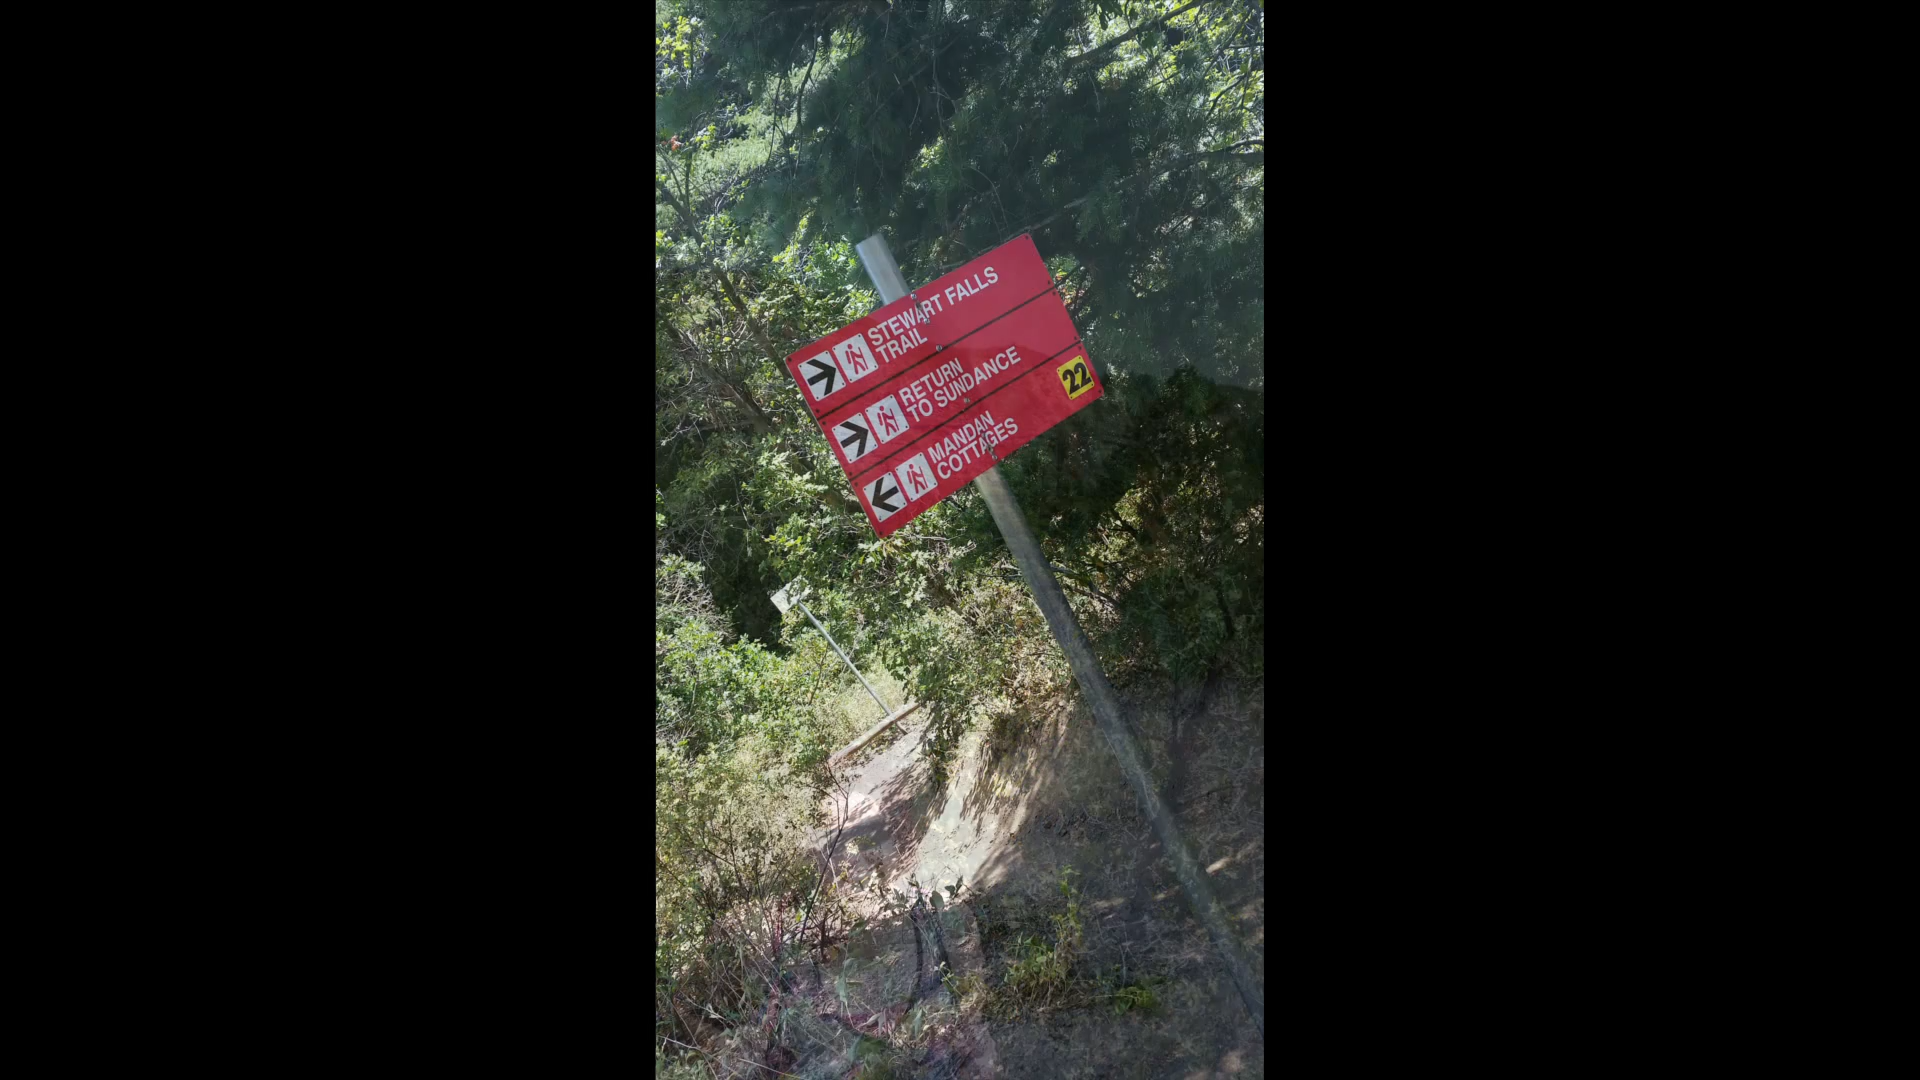 STEWART FALLS
TRAIL
RETURN
TO SUNDANCE
22
MANDAN
COTTAGES